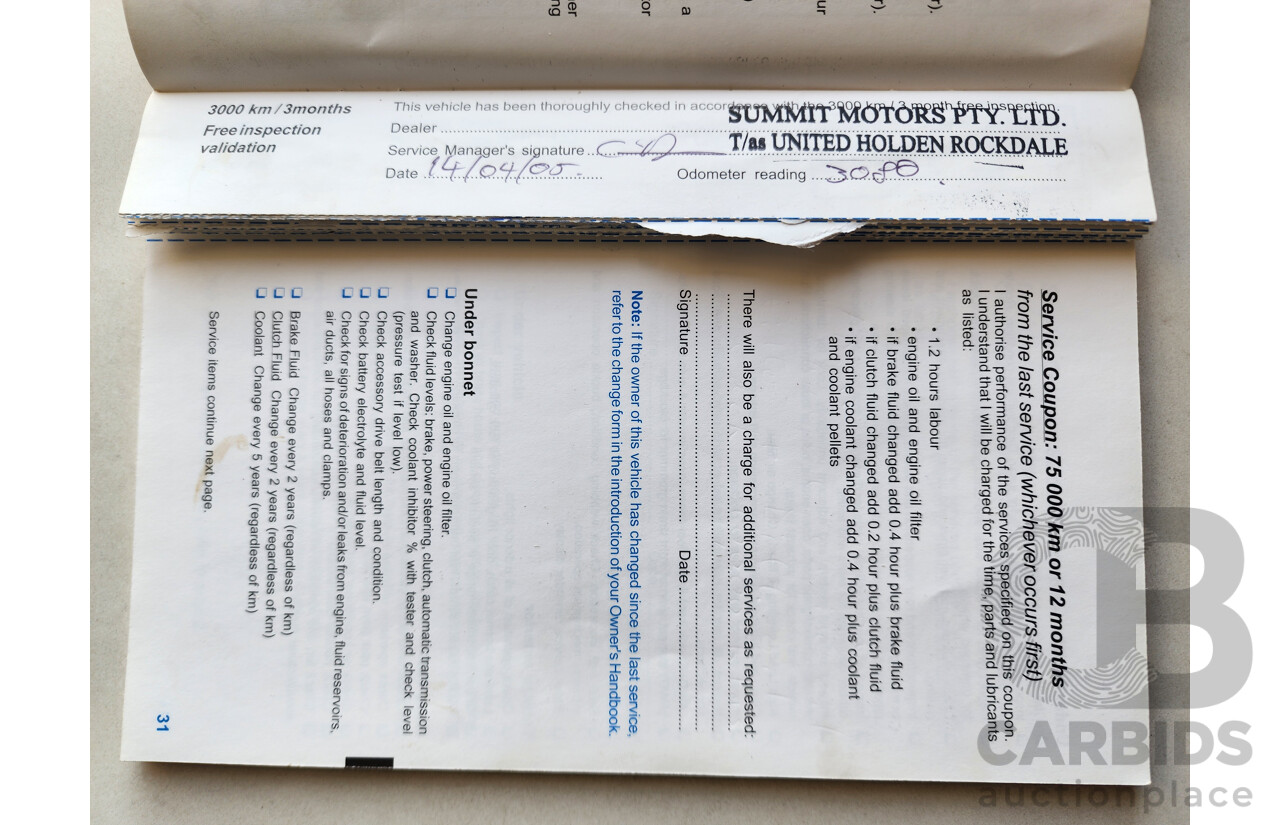 3000 km / 3months
Free inspection
validation
This vehicle has been thoroughly checked in accordance with the 3000 km / 3 month free inspection.
SUMMIT MOTORS PTY. LTD.
Dealer
T/as UNITED HOLDEN ROCKDALE
Service Manager's signature
Date 14/04/05. Odometer reading 3080
Service Coupon: 75 000 km or 12 months
from the last service (whichever occurs first)
I authorise performance of the services specified on this coupon.
I understand that I will be charged for the time, parts and lubricants
as listed:
• 1.2 hours labour
• engine oil and engine oil filter
• if brake fluid changed add 0.4 hour plus brake fluid
• if clutch fluid changed add 0.2 hour plus clutch fluid
• if engine coolant changed add 0.4 hour plus coolant
and coolant pellets
There will also be a charge for additional services as requested:
Signature Date
Note: If the owner of this vehicle has changed since the last service,
refer to the change form in the introduction of your Owner's Handbook.
Under bonnet
❏ Change engine oil and engine oil filter.
❏ Check fluid levels: brake, power steering, clutch, automatic transmission
and washer. Check coolant inhibitor % with tester and check level
(pressure test if level low).
❏ Check accessory drive belt length and condition.
❏ Check battery electrolyte and fluid level.
❏ Check for signs of deterioration and/or leaks from engine, fluid reservoirs,
air ducts, all hoses and clamps.
❏ Brake Fluid Change every 2 years (regardless of km)
❏ Clutch Fluid Change every 2 years (regardless of km)
❏ Coolant Change every 5 years (regardless of km)
Service items continue next page.
31
CARBIDS
auctionplace